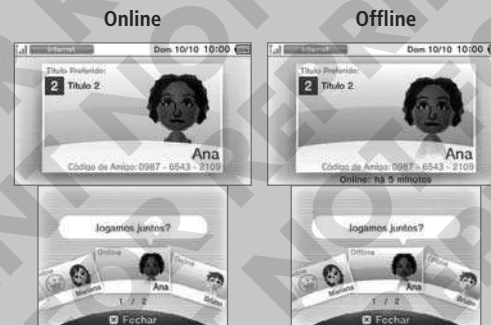 Online
Offline
Internet
Dom 10/10 10:00
Internet
Dom 10/10 10:00
Título Preferido:
2 Título 2
Título Preferido:
2 Título 2
Ana
Código de Amigo: 0987 - 6543 - 2109
Ana
Código de Amigo: 0987 - 6543 - 2109
Online: há 5 minutos
Jogamos juntos?
Jogamos juntos?
Online
Mariana
Ana
Bruno
Offline
Mariana
Ana
Bruno
1 / 2
1 / 2
Fechar
Fechar